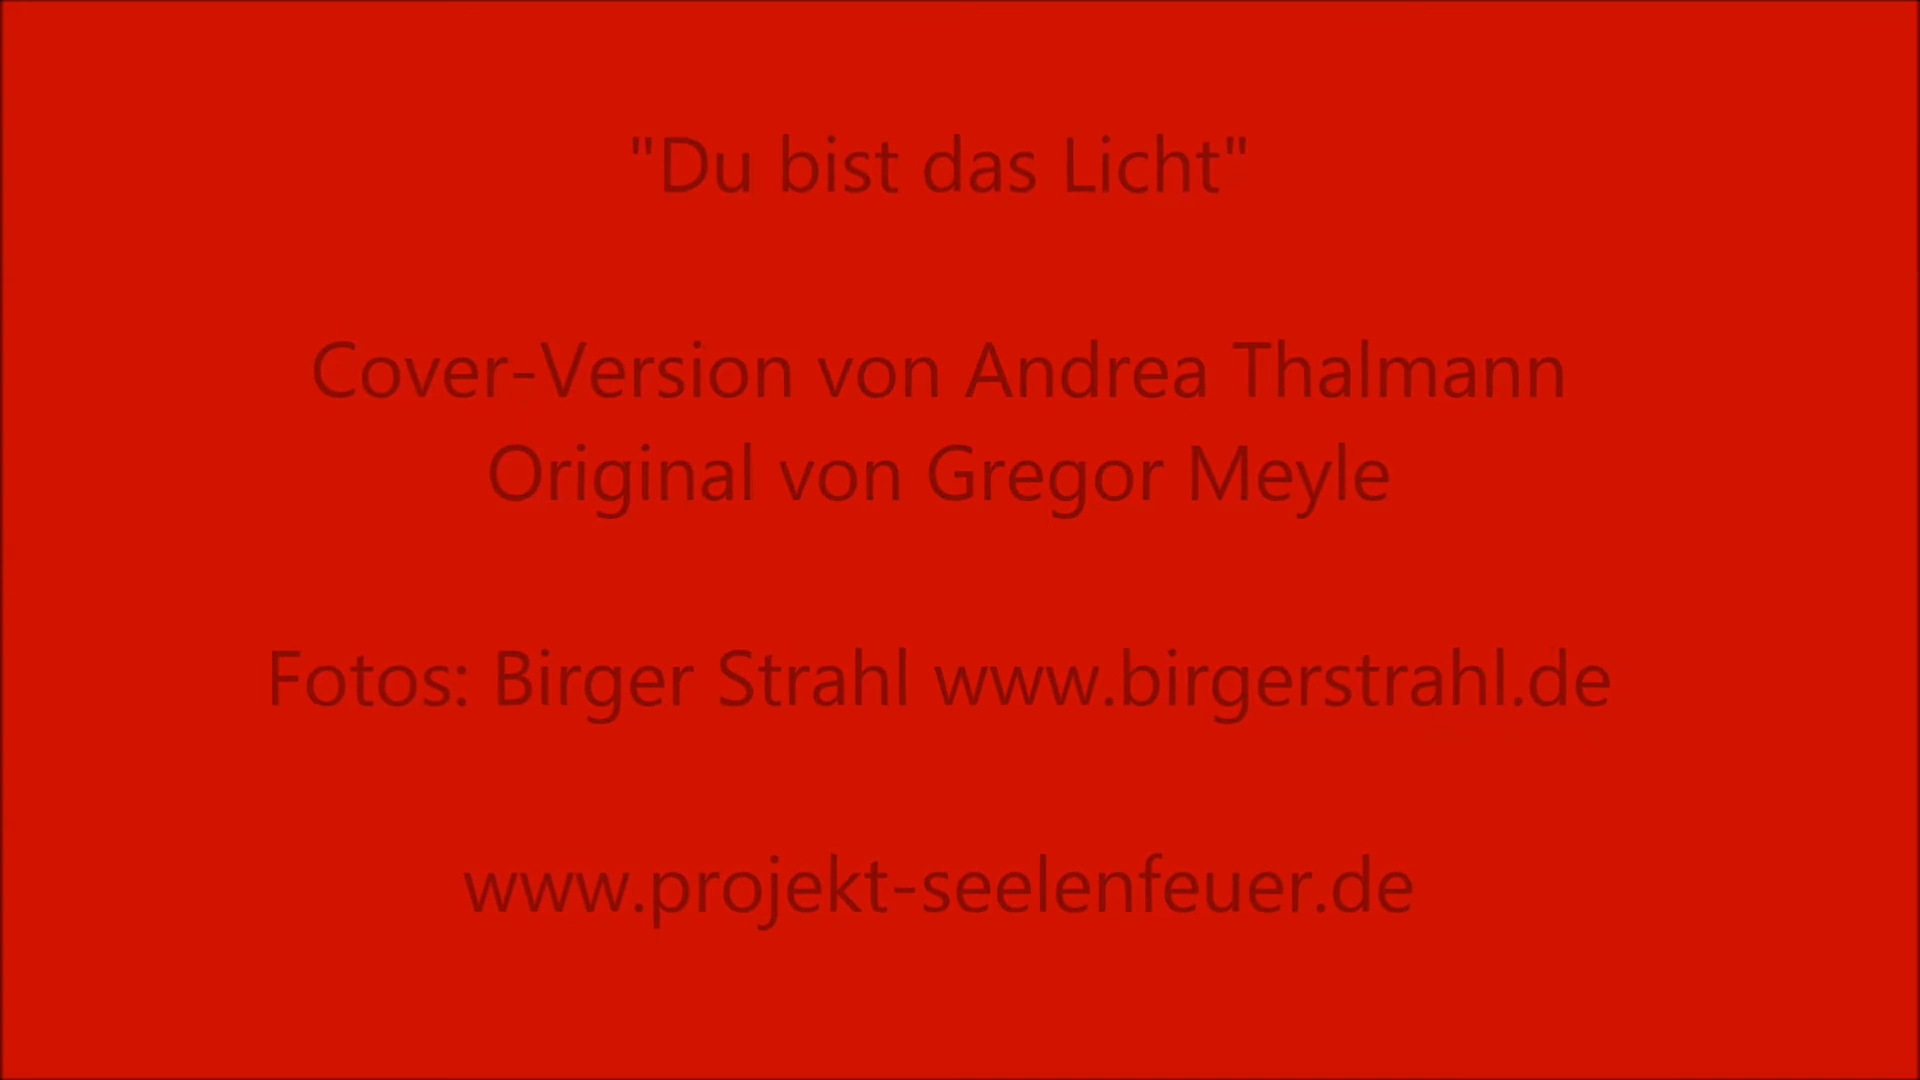 "Du bist das Licht"
Cover-Version von Andrea Thalmann
Original von Gregor Meyle
Fotos: Birger Strahl www.birgerstrahl.de
www.projekt-seelenfeuer.de